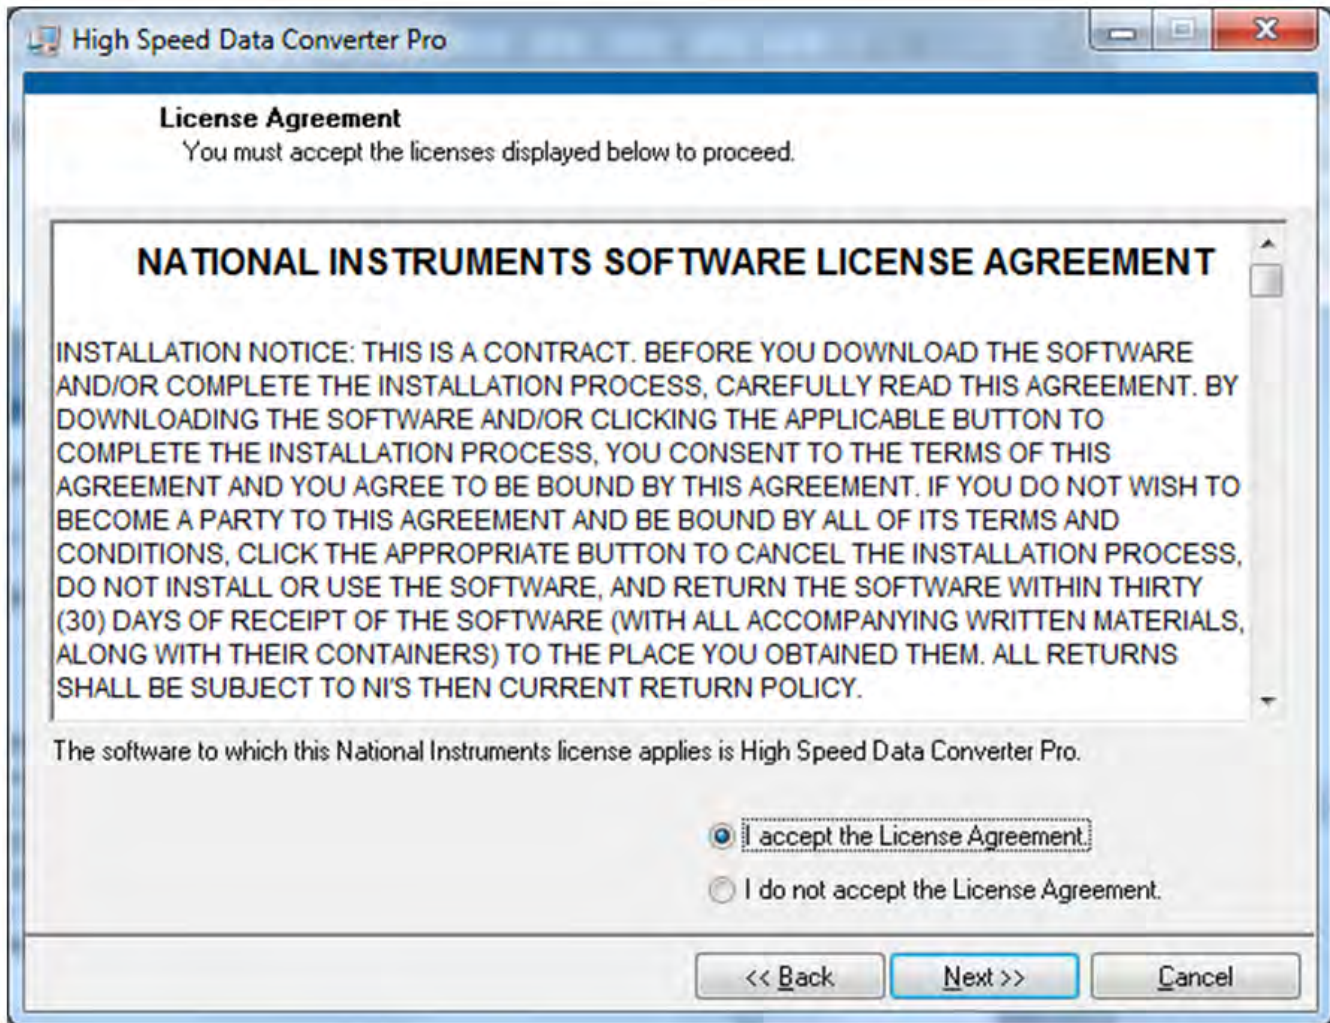 High Speed Data Converter Pro
License Agreement
You must accept the licenses displayed below to proceed.
NATIONAL INSTRUMENTS SOFTWARE LICENSE AGREEMENT
INSTALLATION NOTICE: THIS IS A CONTRACT. BEFORE YOU DOWNLOAD THE SOFTWARE
AND/OR COMPLETE THE INSTALLATION PROCESS, CAREFULLY READ THIS AGREEMENT. BY
DOWNLOADING THE SOFTWARE AND/OR CLICKING THE APPLICABLE BUTTON TO
COMPLETE THE INSTALLATION PROCESS, YOU CONSENT TO THE TERMS OF THIS
AGREEMENT AND YOU AGREE TO BE BOUND BY THIS AGREEMENT. IF YOU DO NOT WISH TO
BECOME A PARTY TO THIS AGREEMENT AND BE BOUND BY ALL OF ITS TERMS AND
CONDITIONS, CLICK THE APPROPRIATE BUTTON TO CANCEL THE INSTALLATION PROCESS,
DO NOT INSTALL OR USE THE SOFTWARE, AND RETURN THE SOFTWARE WITHIN THIRTY
(30) DAYS OF RECEIPT OF THE SOFTWARE (WITH ALL ACCOMPANYING WRITTEN MATERIALS,
ALONG WITH THEIR CONTAINERS) TO THE PLACE YOU OBTAINED THEM. ALL RETURNS
SHALL BE SUBJECT TO NI'S THEN CURRENT RETURN POLICY.
The software to which this National Instruments license applies is High Speed Data Converter Pro.
I accept the License Agreement.
I do not accept the License Agreement.
<< Back Next >> Cancel